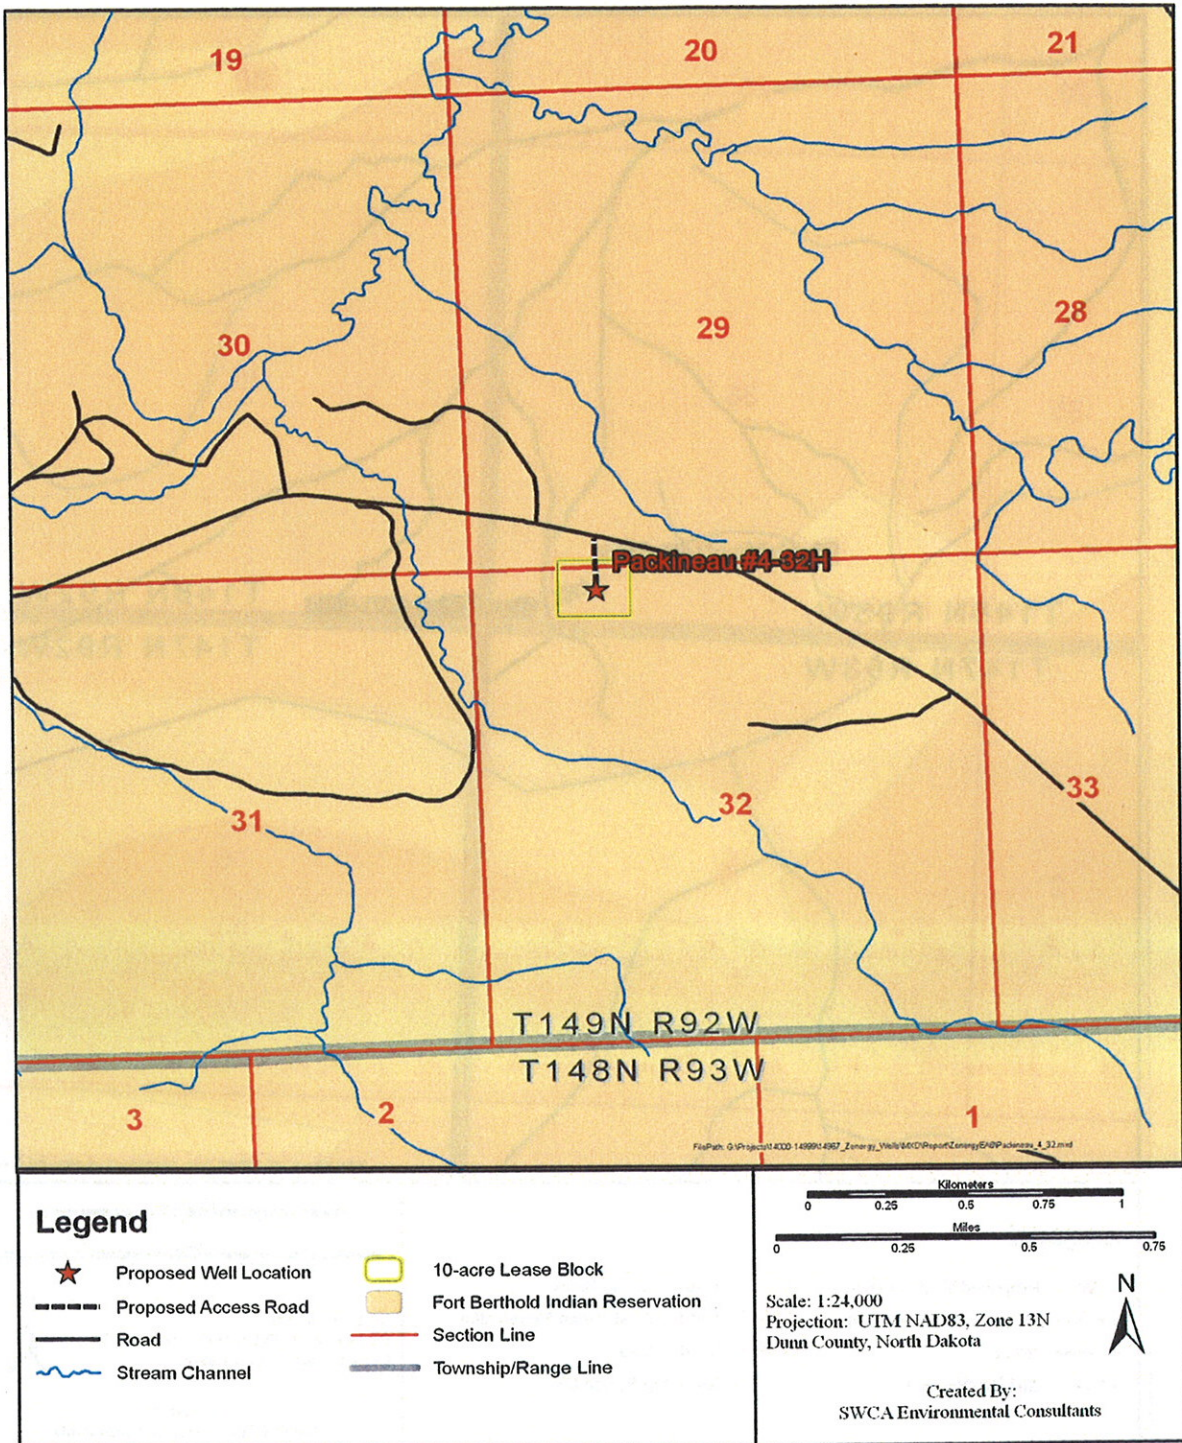 19
20
21
30
29
28
Packineau #4-32H
31
32
33
T149N R92W
T148N R93W
3
2
1
Legend
Proposed Well Location
Proposed Access Road
Road
Stream Channel
10-acre Lease Block
Fort Berthold Indian Reservation
Section Line
Township/Range Line
Kilometers
0 0.25 0.5 0.75 1
Miles
0 0.25 0.5 0.75
N
Scale: 1:24,000
Projection: UTM NAD83, Zone 13N
Dunn County, North Dakota
Created By:
SWCA Environmental Consultants